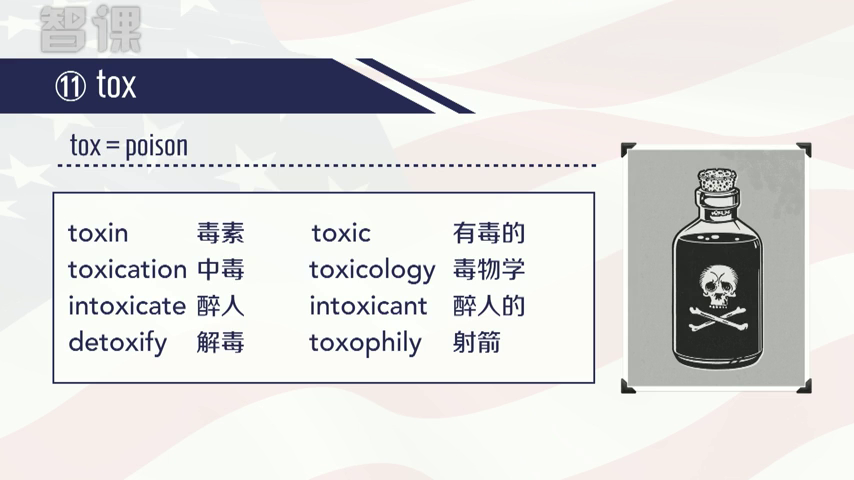 智课
⑪ tox
tox = poison
toxin 毒素 toxic 有毒的
toxication 中毒 toxicology 毒物学
intoxicate 醉人 intoxicant 醉人的
detoxify 解毒 toxophily 射箭